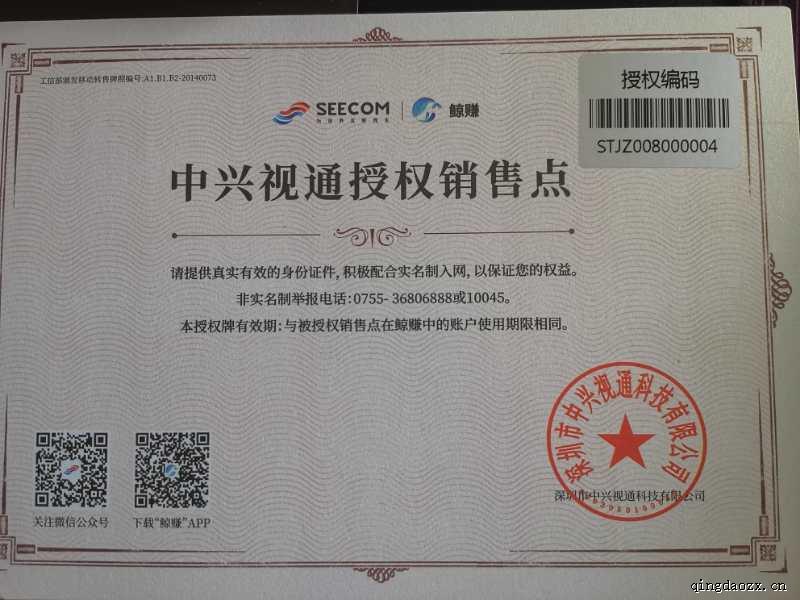 工信部颁发移动转售牌照编号:A1.B1.B2-20140073
授权编码
STJZ008000004
SEECOM
鲸赚
中兴视通授权销售点
请提供真实有效的身份证件,积极配合实名制入网,以保证您的权益。
非实名制举报电话:0755- 36806888或10045。
本授权牌有效期:与被授权销售点在鲸赚中的账户使用期限相同。
深圳市中兴视通科技有限公司
深圳市中兴视通科技有限公司
关注微信公众号
下载“鲸赚”APP
qingdaozx.cn